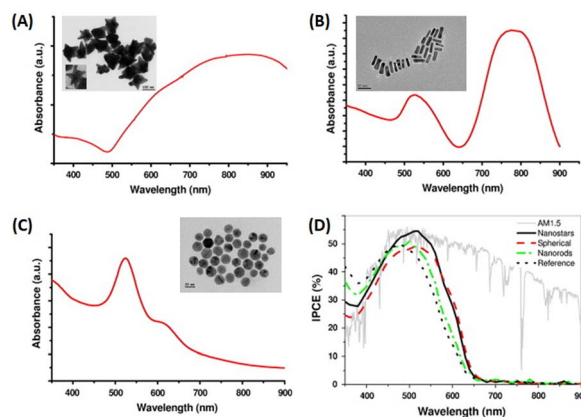 (A)
Absorbance (a.u.)
400 500 600 700 800 900
Wavelength (nm)
(B)
Absorbance (a.u.)
400 500 600 700 800 900
Wavelength (nm)
(C)
Absorbance (a.u.)
400 500 600 700 800 900
Wavelength (nm)
(D)
AM1.5
Nanostars
Spherical
Nanorods
Reference
IPCE (%)
60
50
40
30
20
10
0
400 500 600 700 800 900
Wavelength (nm)